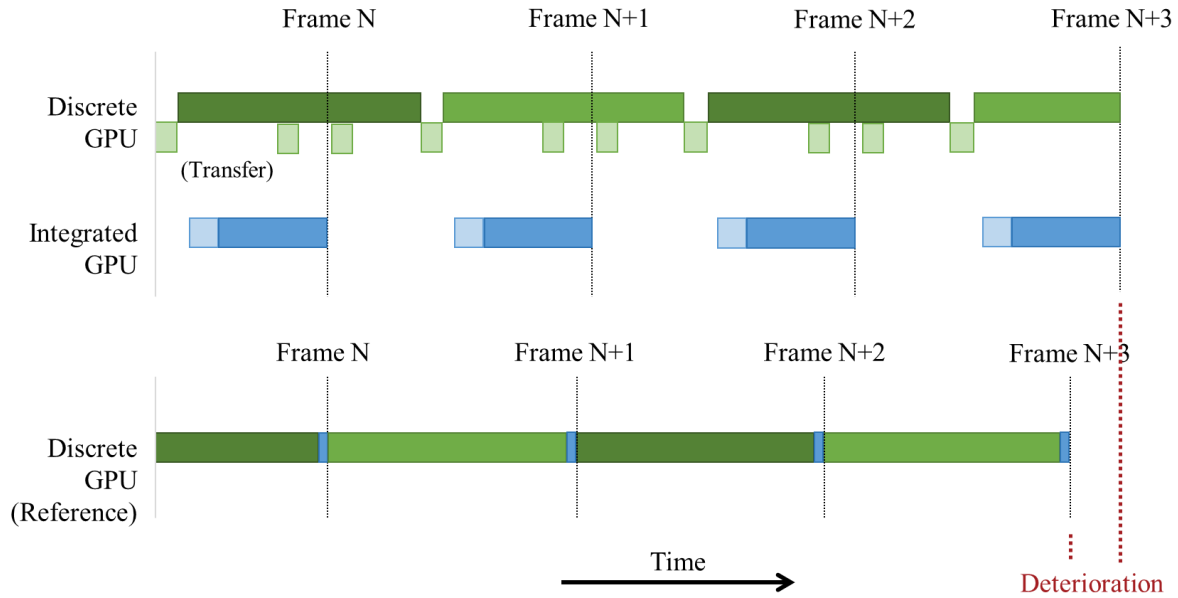 Frame N
Frame N+1
Frame N+2
Frame N+3
Discrete
GPU
(Transfer)
Integrated
GPU
Frame N
Frame N+1
Frame N+2
Frame N+3
Discrete
GPU
(Reference)
Time
Deterioration